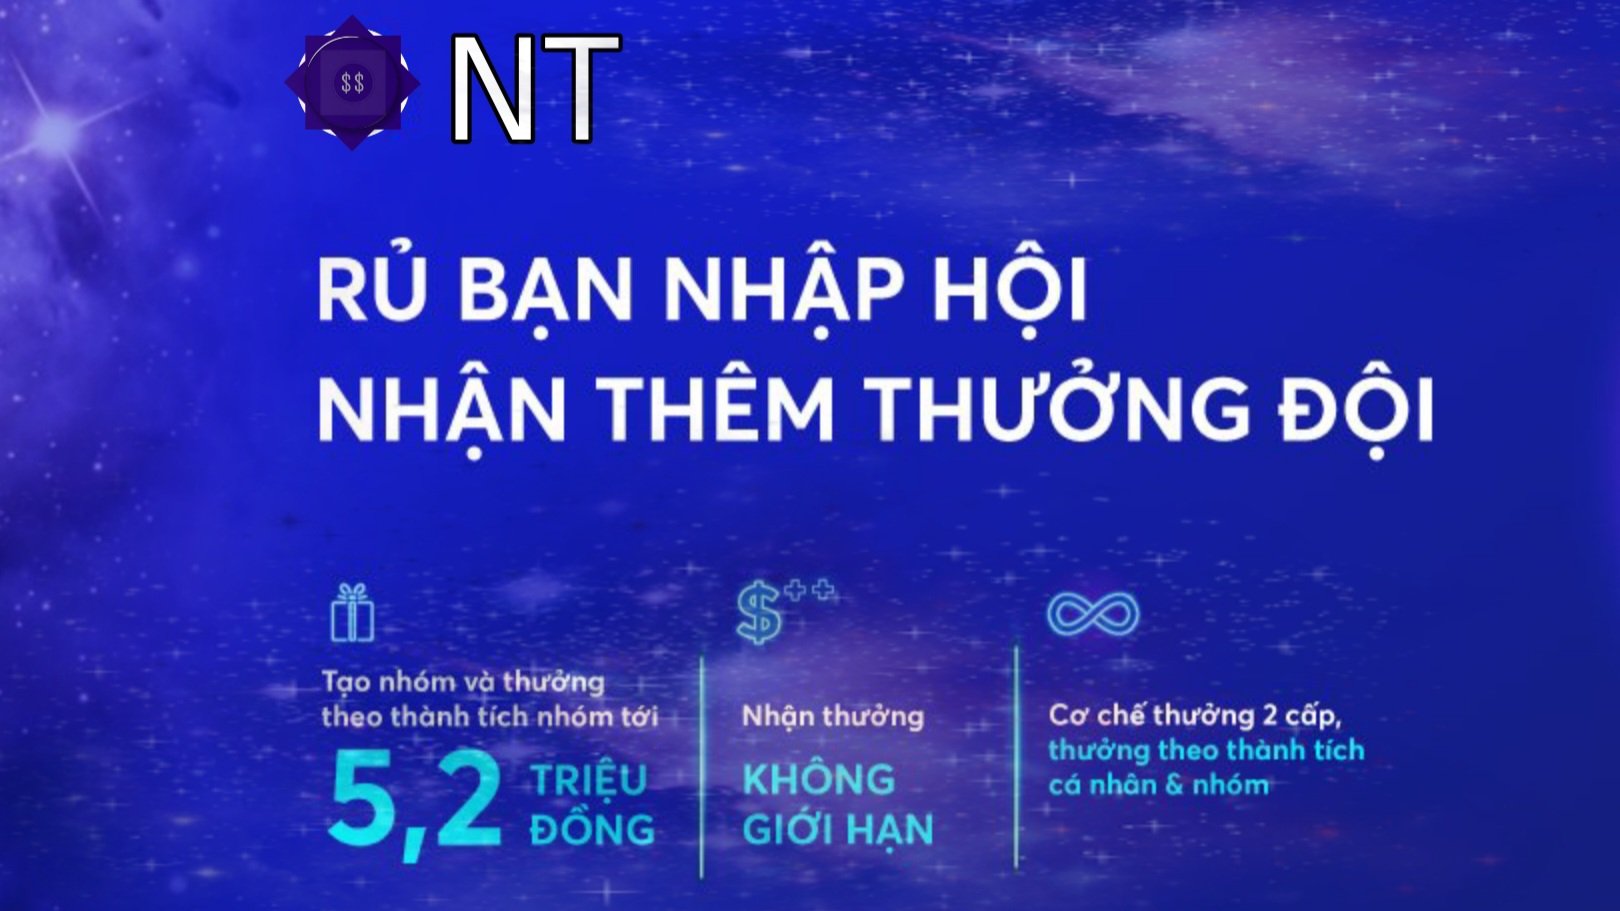 $$ NT
RỦ BẠN NHẬP HỘI
NHẬN THÊM THƯỞNG ĐỘI
Tạo nhóm và thưởng
theo thành tích nhóm tới
5,2 TRIỆU
ĐỒNG
$++
Nhận thưởng
KHÔNG
GIỚI HẠN
Cơ chế thưởng 2 cấp,
thưởng theo thành tích
cá nhân & nhóm